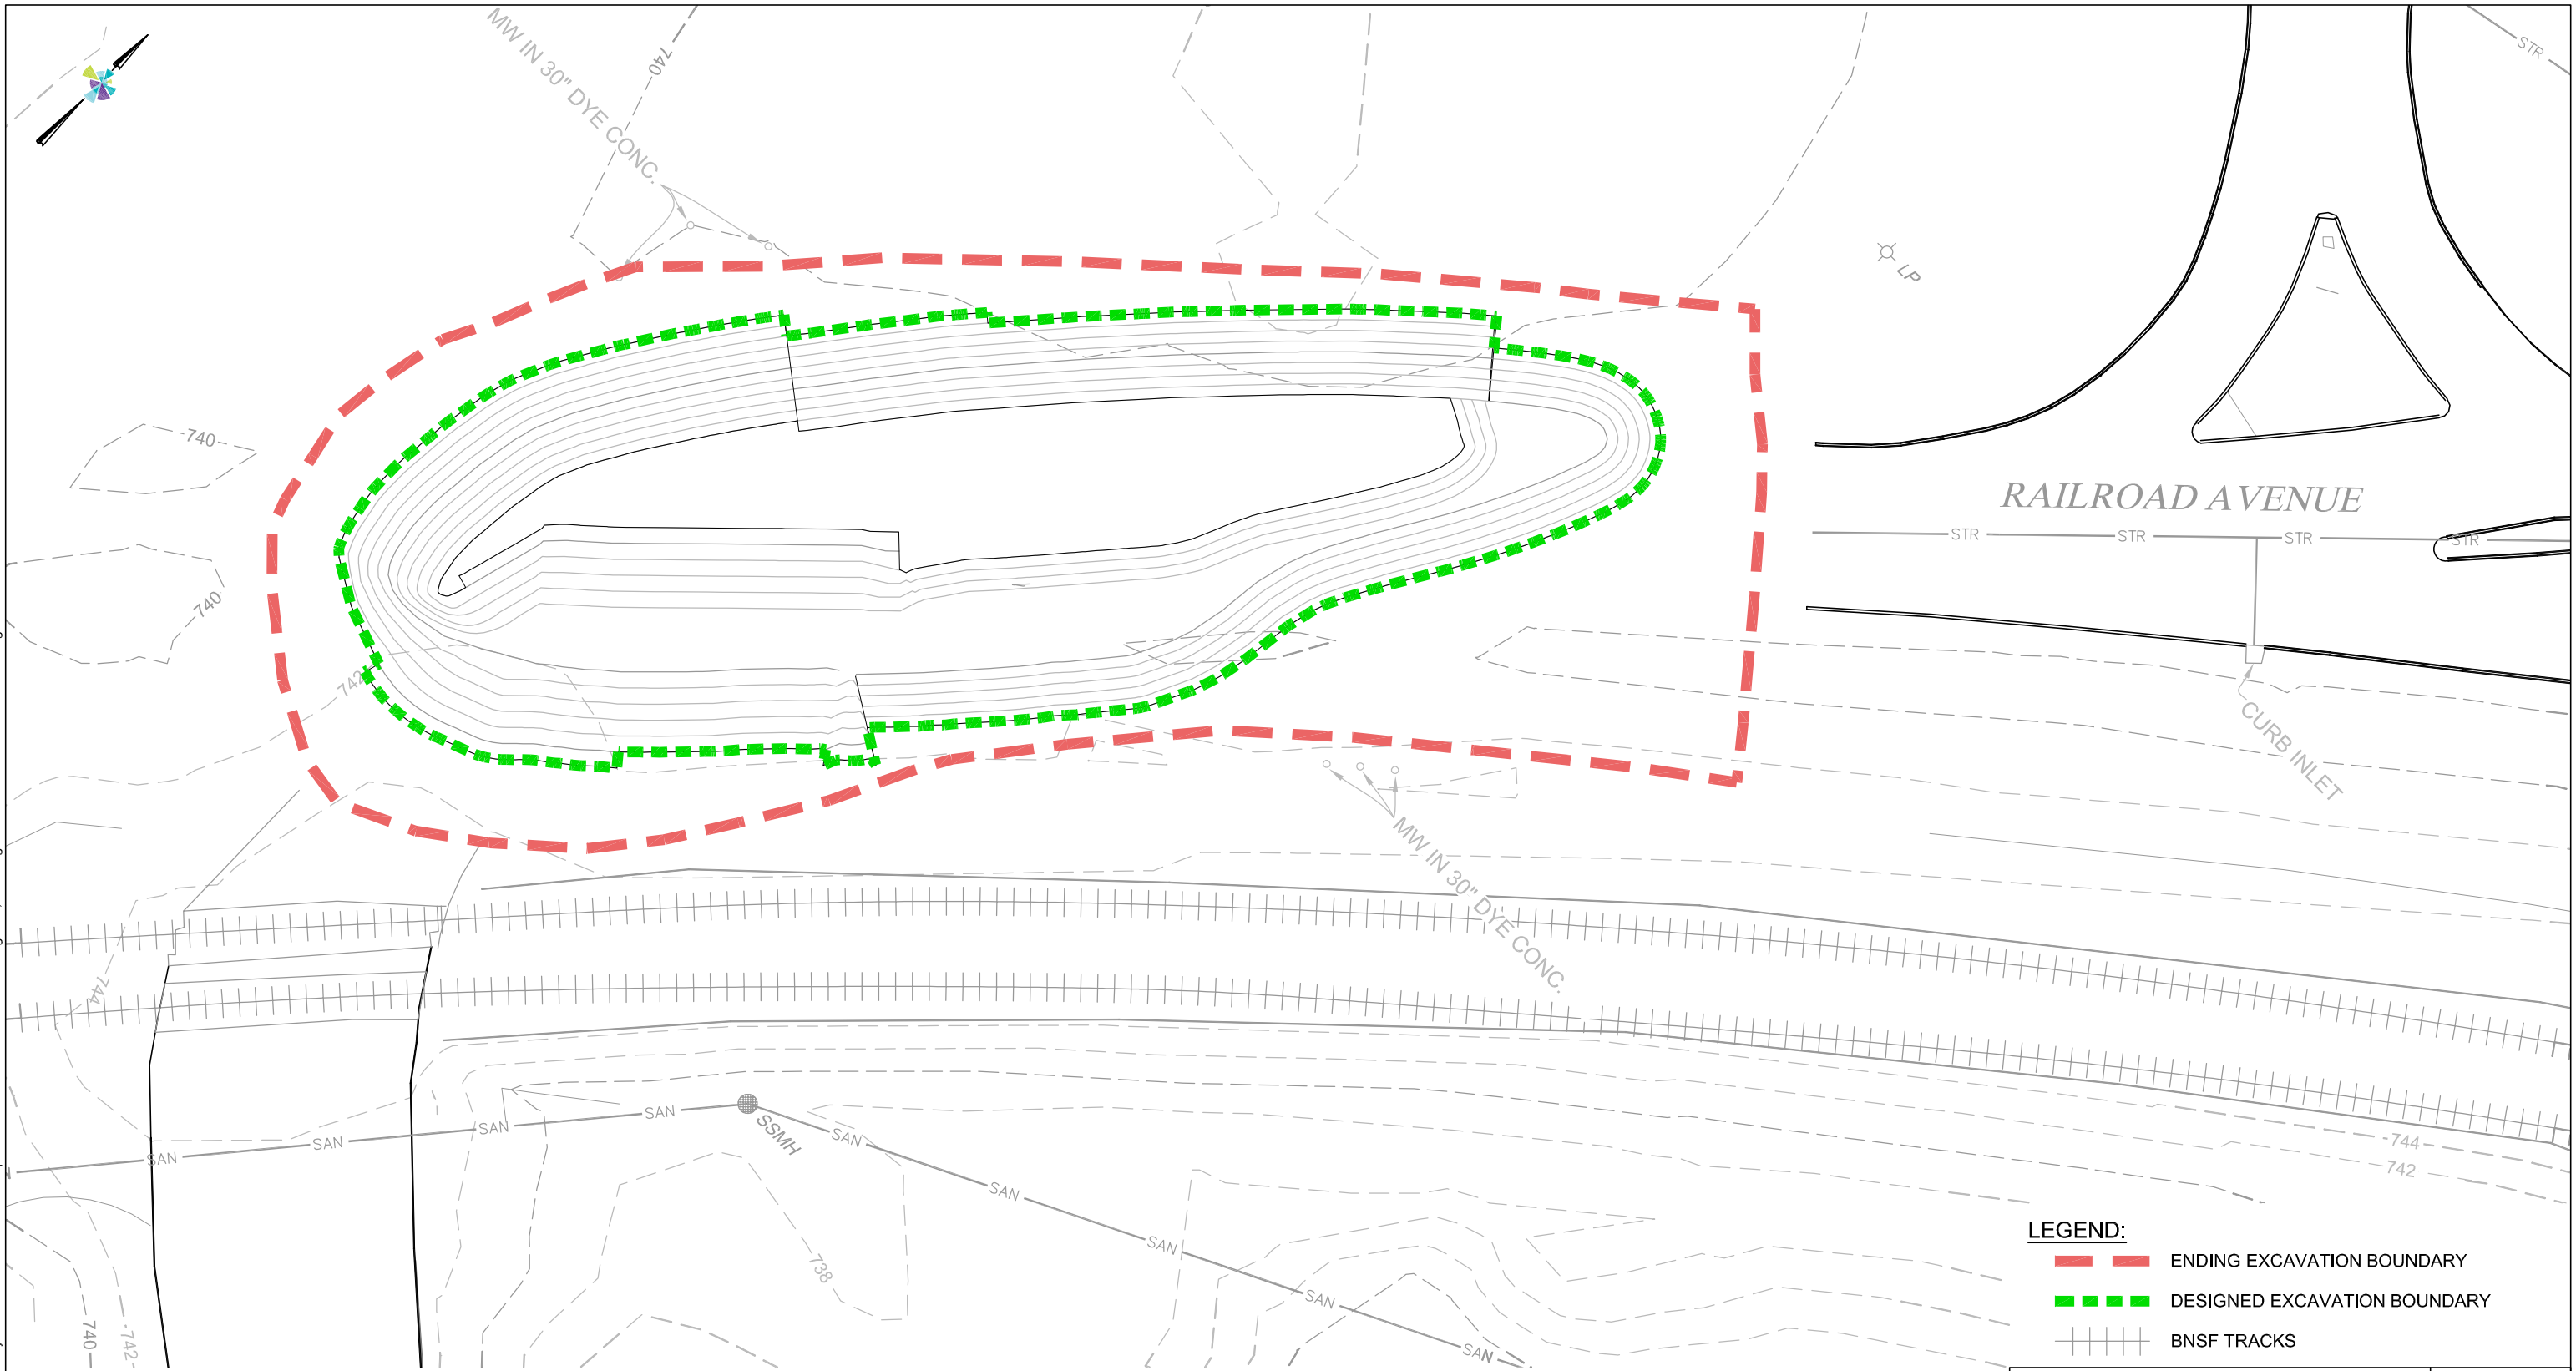 MW IN 30" DYE CONC.
740
STR
LP
740
RAILROAD AVENUE
STR
STR
STR
STR
740
742
CURB INLET
MW IN 30" DYE CONC.
744
SAN
SAN
SAN
SAN
SSMH
SAN
SAN
SAN
SAN
SAN
738
740
742
744
742
LEGEND:
ENDING EXCAVATION BOUNDARY
DESIGNED EXCAVATION BOUNDARY
BNSF TRACKS